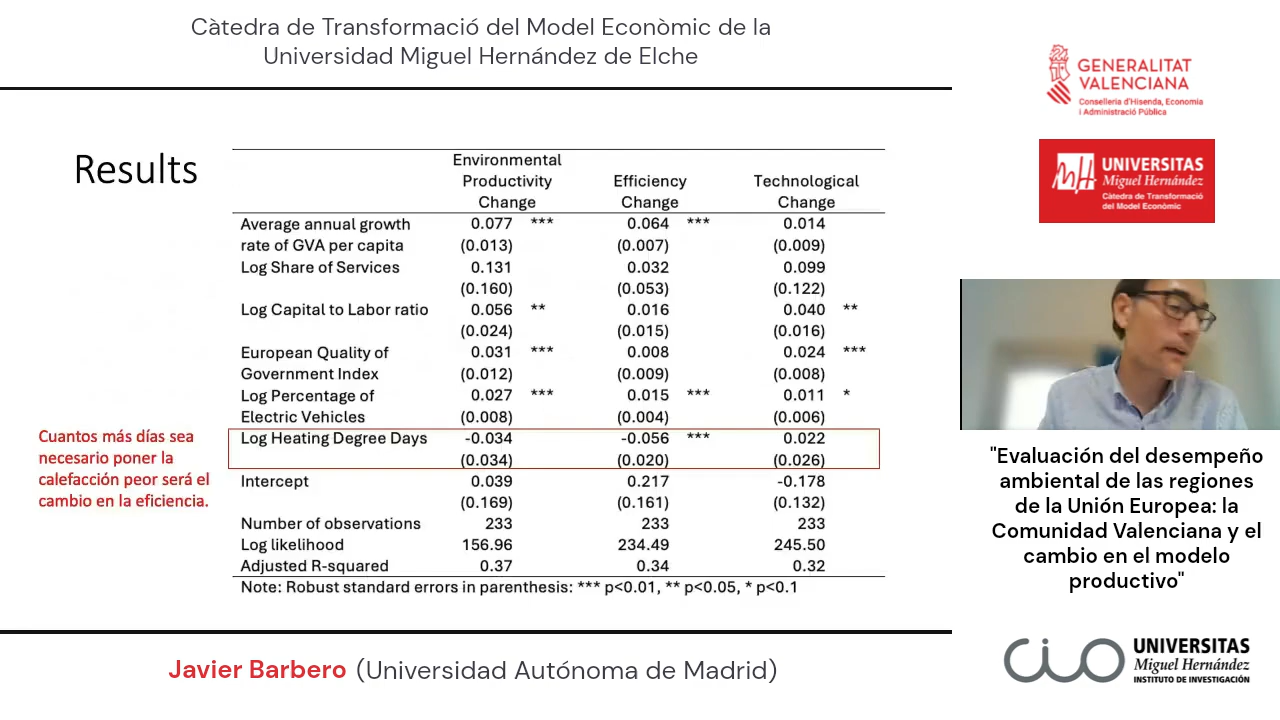 Càtedra de Transformació del Model Econòmic de la
Universidad Miguel Hernández de Elche
GENERALITAT
VALENCIANA
Conselleria d'Hisenda, Economia
i Administració Pública
UNIVERSITAS
Miguel Hernández
Càtedra de Transformació
del Model Econòmic
Results
Environmental Productivity Change Efficiency Change Technological Change
Average annual growth 0.077 *** 0.064 *** 0.014
rate of GVA per capita (0.013) (0.007) (0.009)
Log Share of Services 0.131 0.032 0.099
(0.160) (0.053) (0.122)
Log Capital to Labor ratio 0.056 ** 0.016 0.040 **
(0.024) (0.015) (0.016)
European Quality of 0.031 *** 0.008 0.024 ***
Government Index (0.012) (0.009) (0.008)
Log Percentage of 0.027 *** 0.015 *** 0.011 *
Electric Vehicles (0.008) (0.004) (0.006)
Log Heating Degree Days -0.034 -0.056 *** 0.022
(0.034) (0.020) (0.026)
Intercept 0.039 0.217 -0.178
(0.169) (0.161) (0.132)
Number of observations 233 233 233
Log likelihood 156.96 234.49 245.50
Adjusted R-squared 0.37 0.34 0.32
Note: Robust standard errors in parenthesis: *** p<0.01, ** p<0.05, * p<0.1
Cuantos más días sea
necesario poner la
calefacción peor será el
cambio en la eficiencia.
"Evaluación del desempeño
ambiental de las regiones
de la Unión Europea: la
Comunidad Valenciana y el
cambio en el modelo
productivo"
Javier Barbero (Universidad Autónoma de Madrid)
CIO
UNIVERSITAS
Miguel Hernández
INSTITUTO DE INVESTIGACIÓN